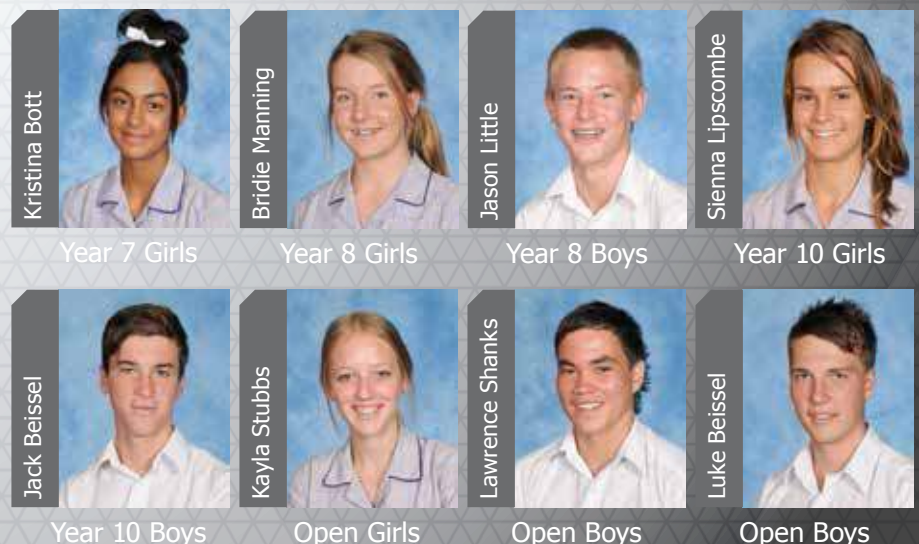 Kristina Bott
Bridie Manning
Jason Little
Sienna Lipscombe
Year 7 Girls
Year 8 Girls
Year 8 Boys
Year 10 Girls
Jack Beissel
Kayla Stubbs
Lawrence Shanks
Luke Beissel
Year 10 Boys
Open Girls
Open Boys
Open Boys